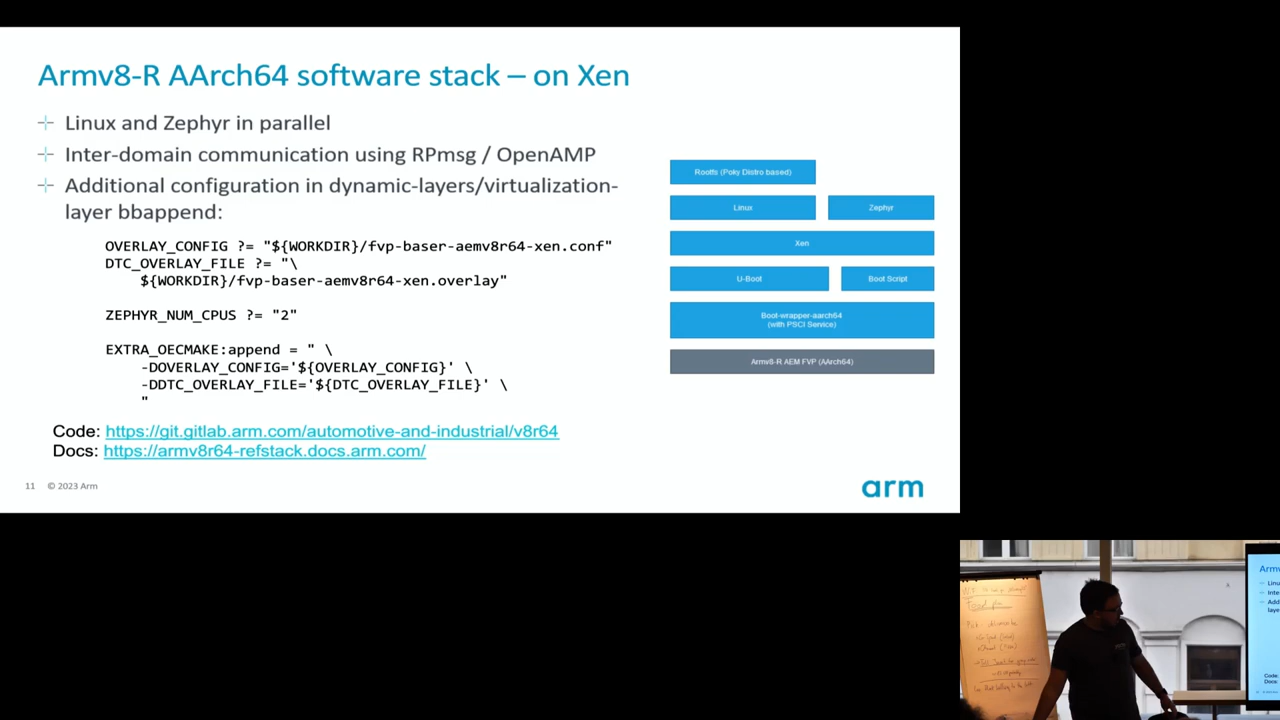 Armv8-R AArch64 software stack – on Xen
Linux and Zephyr in parallel
Inter-domain communication using RPmsg / OpenAMP
Additional configuration in dynamic-layers/virtualization-
layer bbappend:
OVERLAY_CONFIG ?= "${WORKDIR}/fvp-baser-aemv8r64-xen.conf"
DTC_OVERLAY_FILE ?= "\
${WORKDIR}/fvp-baser-aemv8r64-xen.overlay"
ZEPHYR_NUM_CPUS ?= "2"
EXTRA_OECMAKE:append = " \
-DOVERLAY_CONFIG='${OVERLAY_CONFIG}' \
-DDTC_OVERLAY_FILE='${DTC_OVERLAY_FILE}' \
"
Code: https://git.gitlab.arm.com/automotive-and-industrial/v8r64
Docs: https://armv8r64-refstack.docs.arm.com/
Rootfs (Poky Distro based)
Linux
Zephyr
Xen
U-Boot
Boot Script
Boot-wrapper-aarch64
(with PSCI Service)
Armv8-R AEM FVP (AArch64)
11 © 2023 Arm
arm
Food
Armv
Code:
Docs: